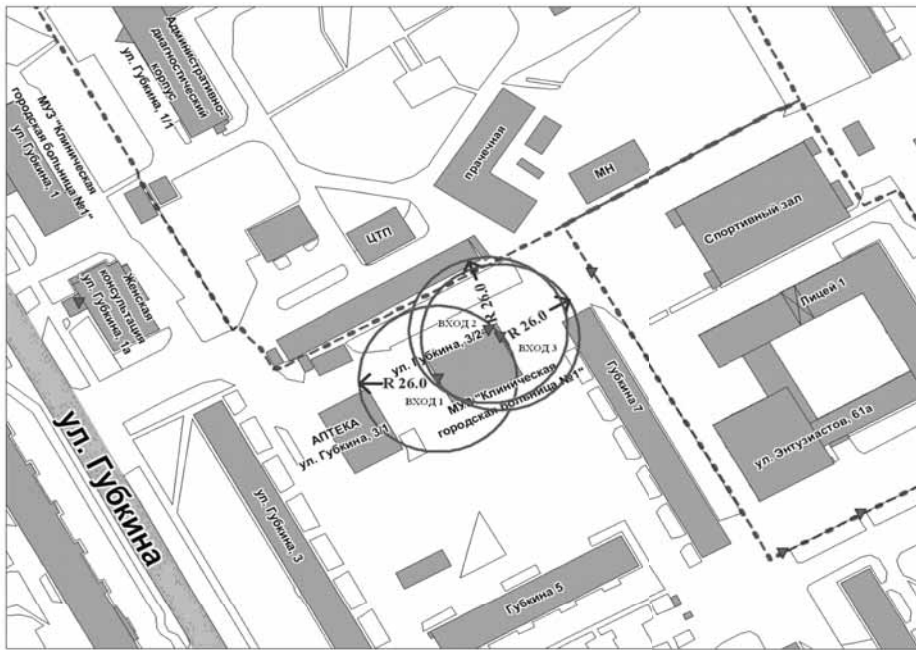 Административно-
диагностический
корпус
ул. Губкина, 1/1
МУЗ "Клиническая
городская больница №1"
ул. Губкина, 1
прачечная
МН
Спортивный зал
ЦТП
Женская
консультация
ул. Губкина, 1а
Лицей 1
R 26.0
ВХОД 2
R 26.0
ВХОД 3
ул. Губкина, 3/2
R 26.0
ВХОД 1
МУЗ "Клиническая
городская больница №1"
Губкина 7
АПТЕКА
ул. Губкина, 3/1
ул. Энтузиастов, 61а
ул. Губкина
ул. Губкина, 3
Губкина 5